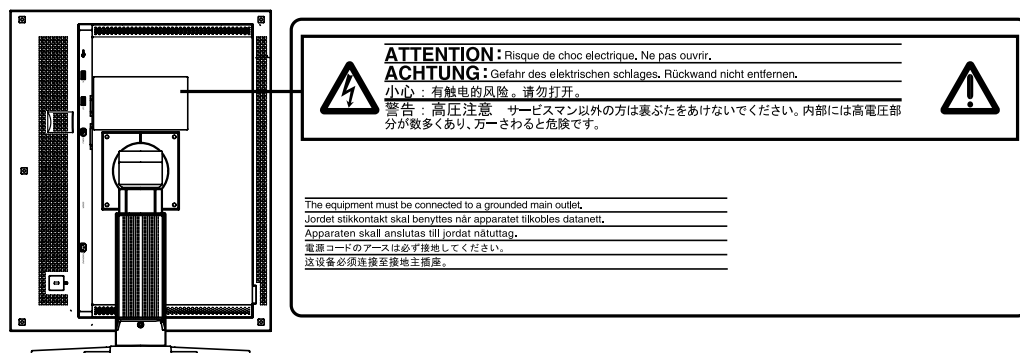 ATTENTION : Risque de choc electrique. Ne pas ouvrir.
ACHTUNG : Gefahr des elektrischen schlages. Rückwand nicht entfernen.
小心 : 有触电的风险。请勿打开。
警告 : 高圧注意 サービスマン以外の方は裏ぶたをあけないでください。内部には高電圧部
分が数多くあり、万一さわると危険です。
The equipment must be connected to a grounded main outlet.
Jordet stikkontakt skal benyttes når apparatet tilkobles datanett.
Apparaten skall anslutas till jordat nätuttag.
電源コードのアースは必ず接地してください。
这设备必须连接至接地主插座。